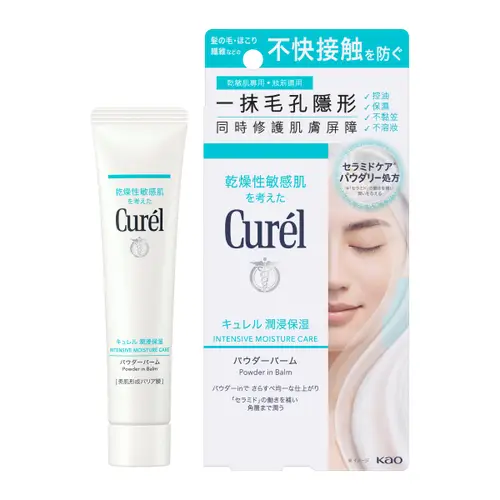 髪の毛・ほこり
繊維などの
不快接触を防ぐ
乾敏肌專用・妝前適用
一抹毛孔隱形
同時修護肌膚屏障
✓控油
✓保濕
✓不黏笠
✓不溶妝
セラミドケア
パウダリー処方
乾燥性敏感肌
を考えた
Curél
キュレル 潤浸保湿
INTENSIVE MOISTURE CARE
パウダーバーム
Powder in Balm
パウダーinで さらすべ均一な仕上がり
「セラミド」の働きを補い
角層まで潤う
Kao
乾燥性敏感肌
を考えた
Curél
キュレル 潤浸保湿
INTENSIVE MOISTURE CARE
パウダーバーム
Powder in Balm